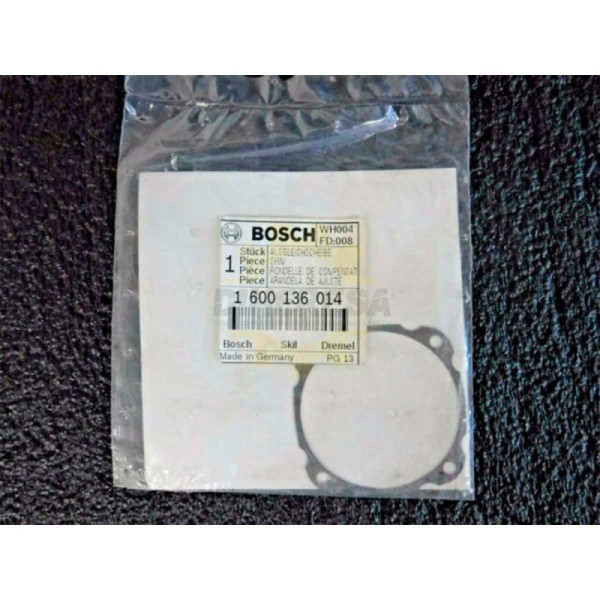 BOSCH
WH004
FD:008
1
Stück AUSGLEICHSCHEIBE
Piece SHIM
Pièce RONDELLE DE COMPENSAT
Pieza ARANDELA DE AJUSTE
1 600 136 014
Bosch Skil Dremel
Made in Germany PG 13